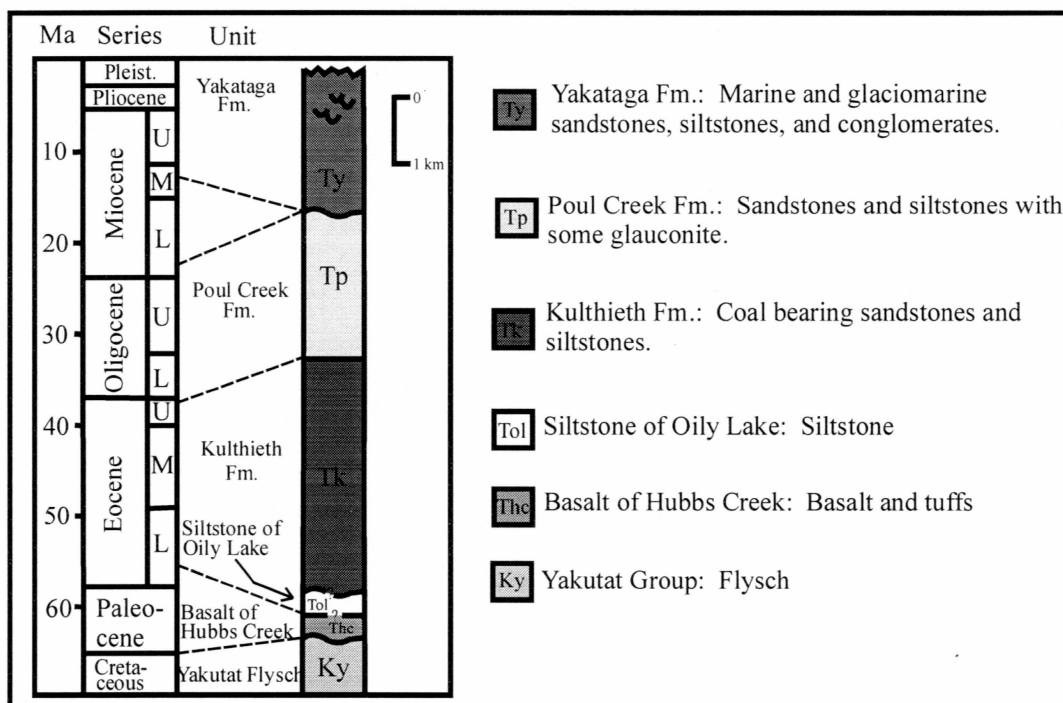 Ma Series Unit
Pleist.
Pliocene
Yakataga
Fm.
0
1 km
10
20
30
40
50
60
Miocene
U
M
L
Oligocene
U
L
Eocene
U
M
L
Paleo-
cene
Creta-
ceous
Poul Creek
Fm.
Kulthieth
Fm.
Siltstone of
Oily Lake
Basalt of
Hubbs Creek
Yakutat Flysch
Ty
Tp
Tk
?
Tol
?
Thc
Ky
Ty Yakataga Fm.: Marine and glaciomarine
sandstones, siltstones, and conglomerates.
Tp Poul Creek Fm.: Sandstones and siltstones with
some glauconite.
Tk Kulthieth Fm.: Coal bearing sandstones and
siltstones.
Tol Siltstone of Oily Lake: Siltstone
Thc Basalt of Hubbs Creek: Basalt and tuffs
Ky Yakutat Group: Flysch